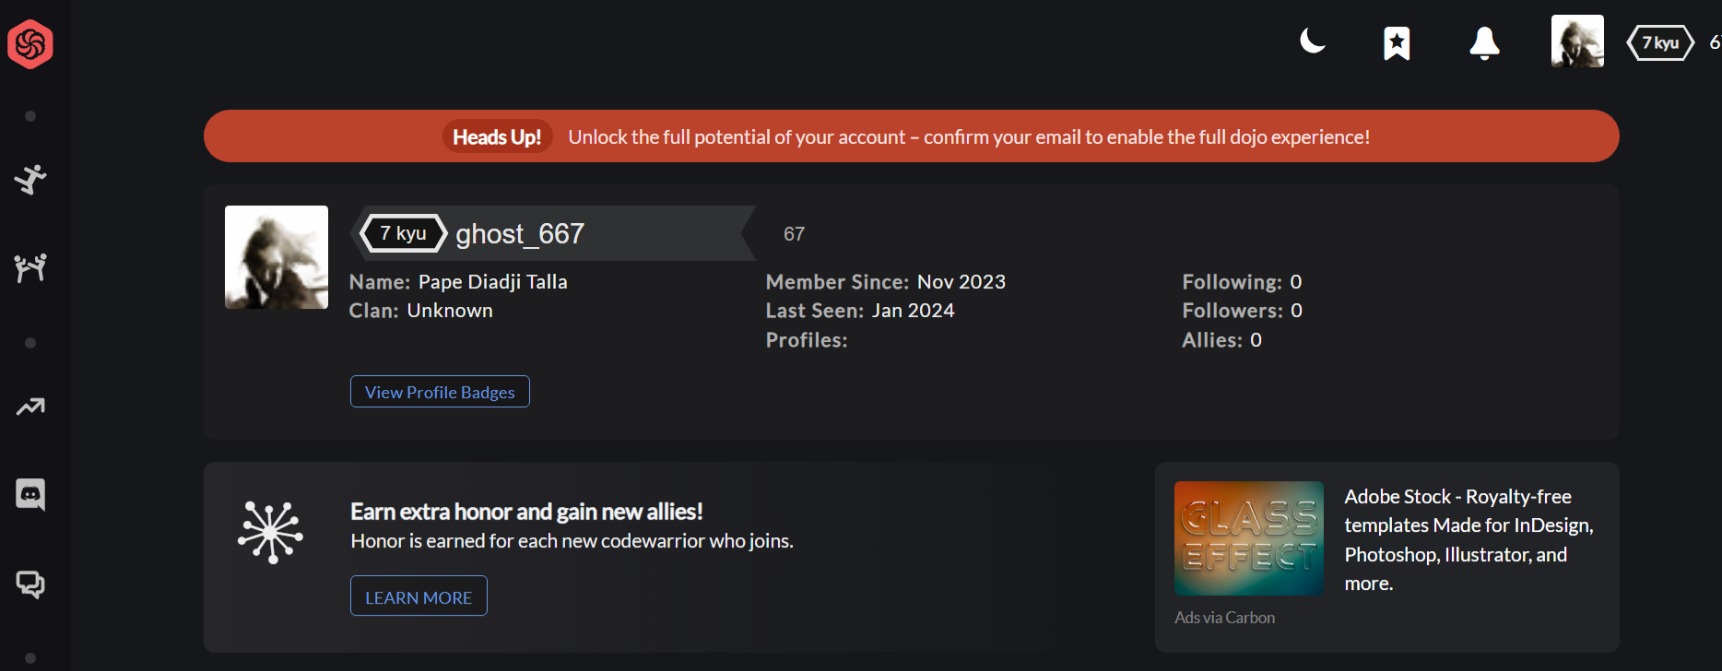 7 kyu 67
Heads Up! Unlock the full potential of your account – confirm your email to enable the full dojo experience!
7 kyu ghost_667 67
Name: Pape Diadji Talla
Clan: Unknown
Member Since: Nov 2023
Last Seen: Jan 2024
Profiles:
Following: 0
Followers: 0
Allies: 0
View Profile Badges
Earn extra honor and gain new allies!
Honor is earned for each new codewarrior who joins.
LEARN MORE
GLASS
EFFECT
Adobe Stock - Royalty-free
templates Made for InDesign,
Photoshop, Illustrator, and
more.
Ads via Carbon